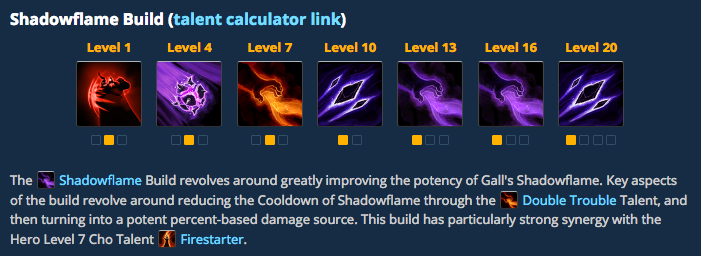 Shadowflame Build (talent calculator link)
Level 1 Level 4 Level 7 Level 10 Level 13 Level 16 Level 20
The Shadowflame Build revolves around greatly improving the potency of Gall's Shadowflame. Key aspects
of the build revolve around reducing the Cooldown of Shadowflame through the Double Trouble Talent, and
then turning into a potent percent-based damage source. This build has particularly strong synergy with the
Hero Level 7 Cho Talent Firestarter.